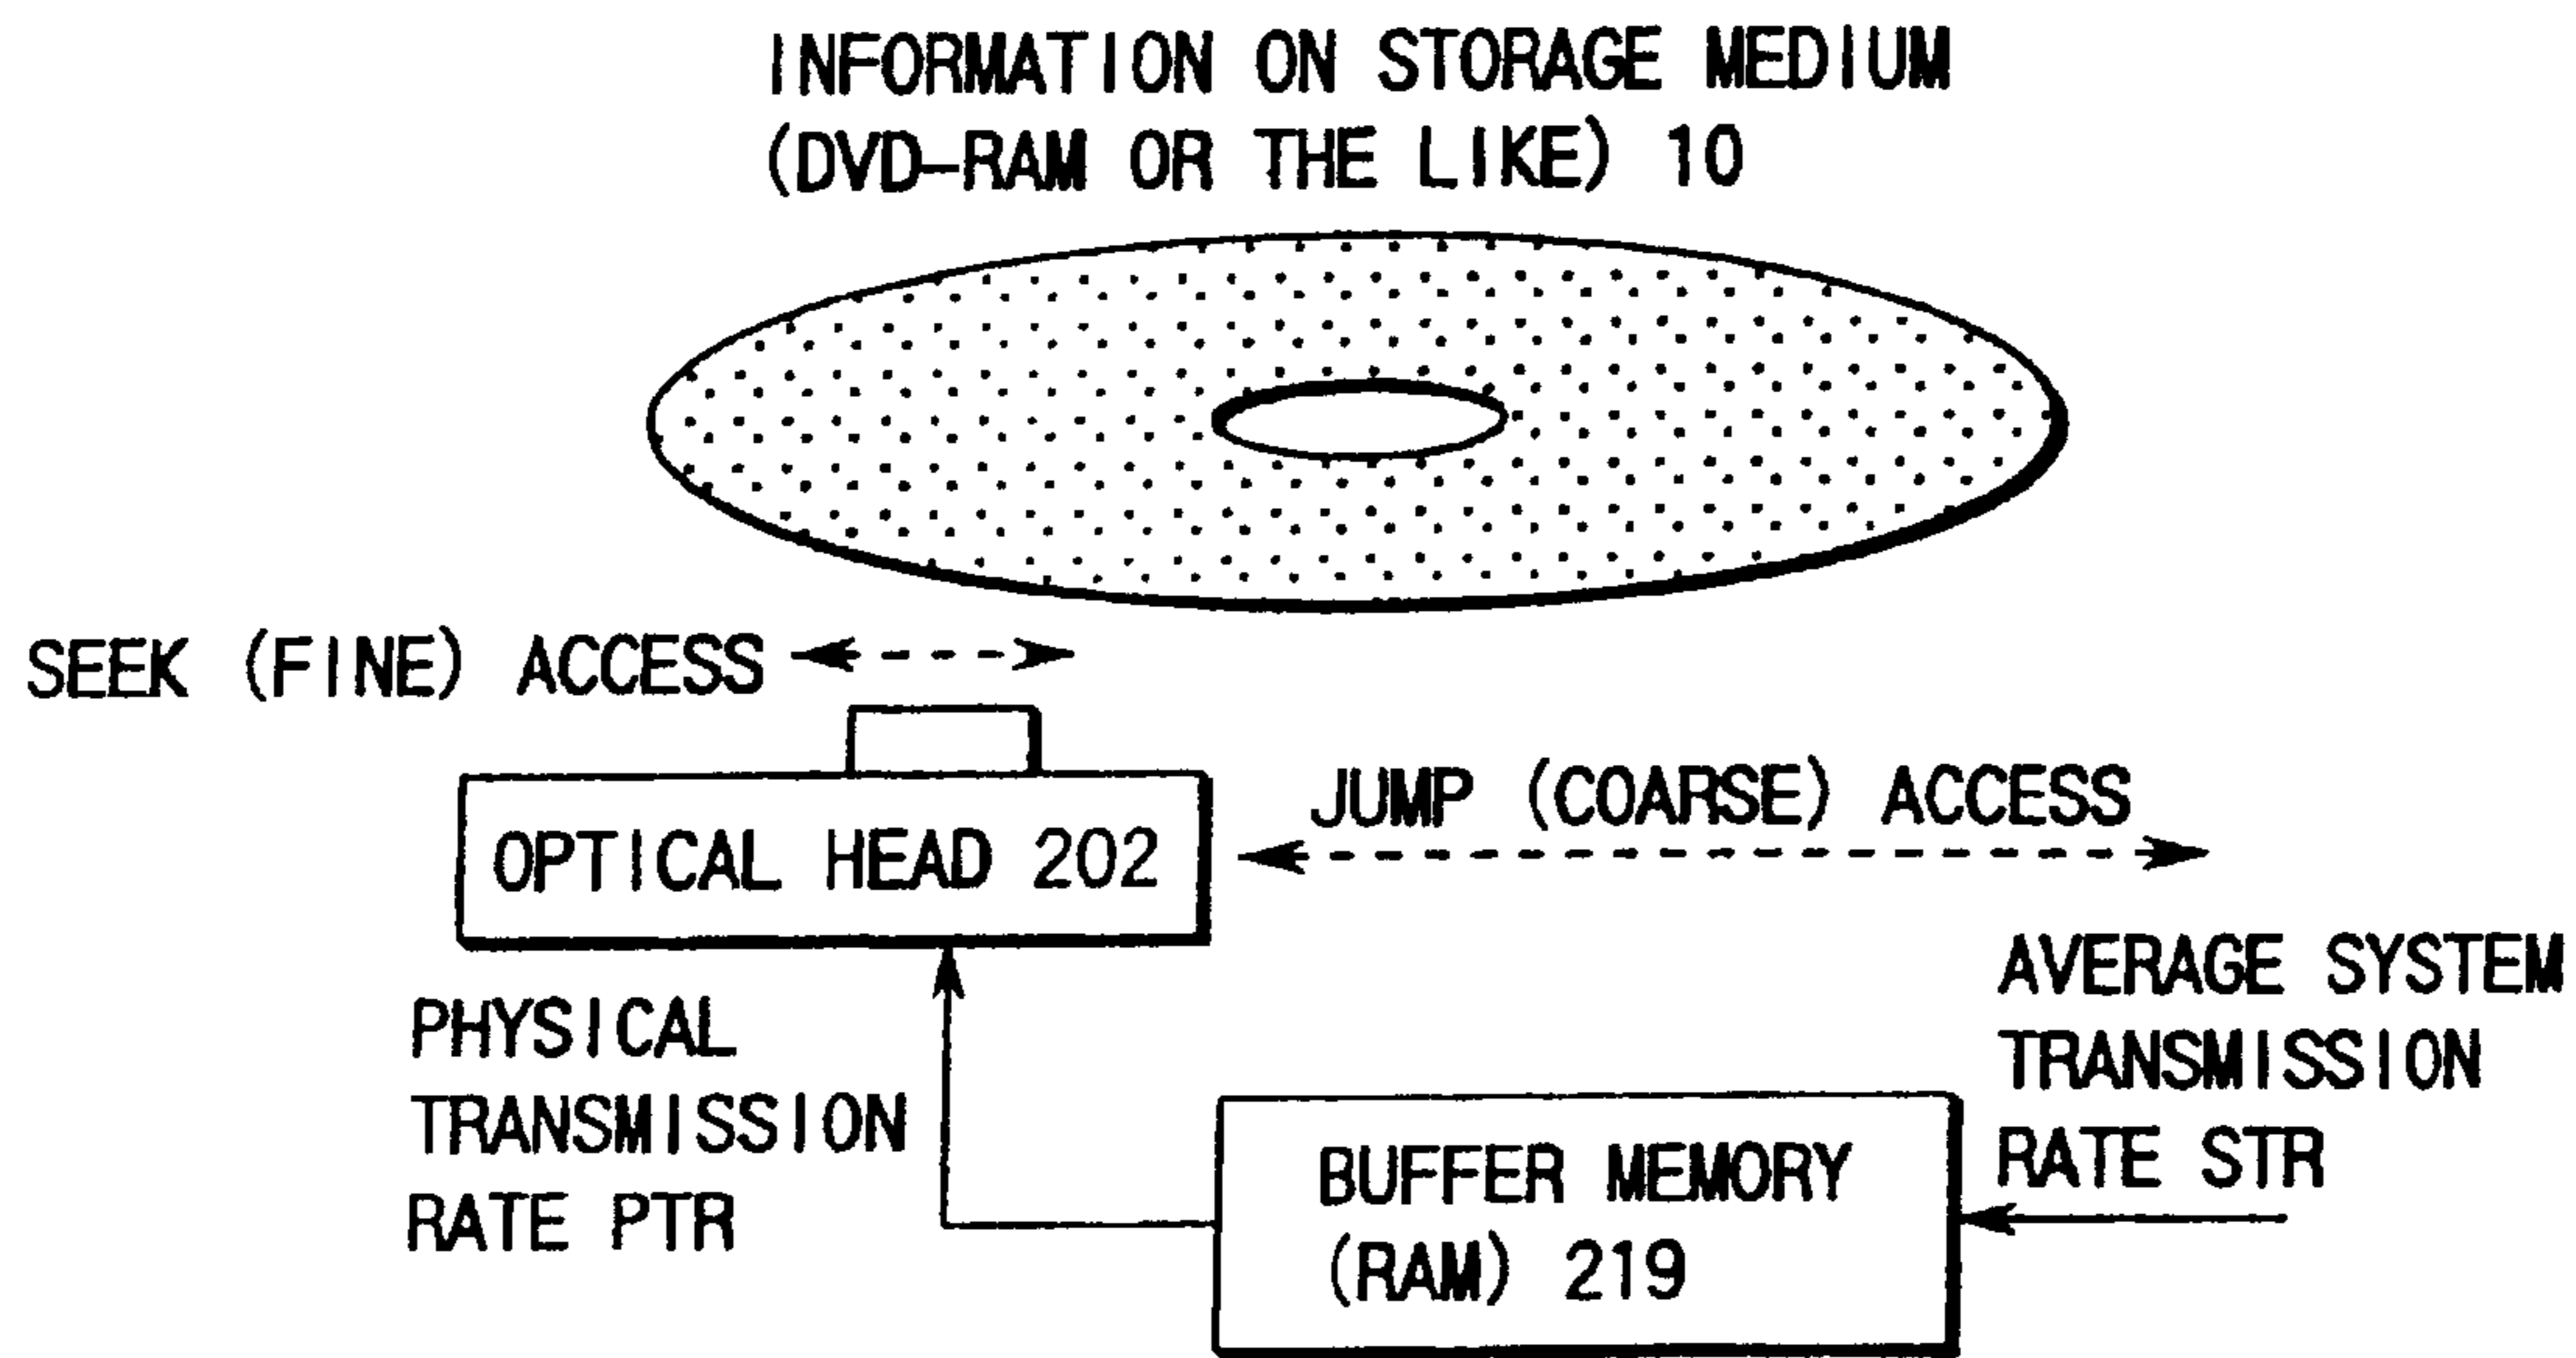 INFORMATION ON STORAGE MEDIUM
(DVD-RAM OR THE LIKE) 10
SEEK (FINE) ACCESS
OPTICAL HEAD 202
JUMP (COARSE) ACCESS
PHYSICAL
TRANSMISSION
RATE PTR
BUFFER MEMORY
(RAM) 219
AVERAGE SYSTEM
TRANSMISSION
RATE STR